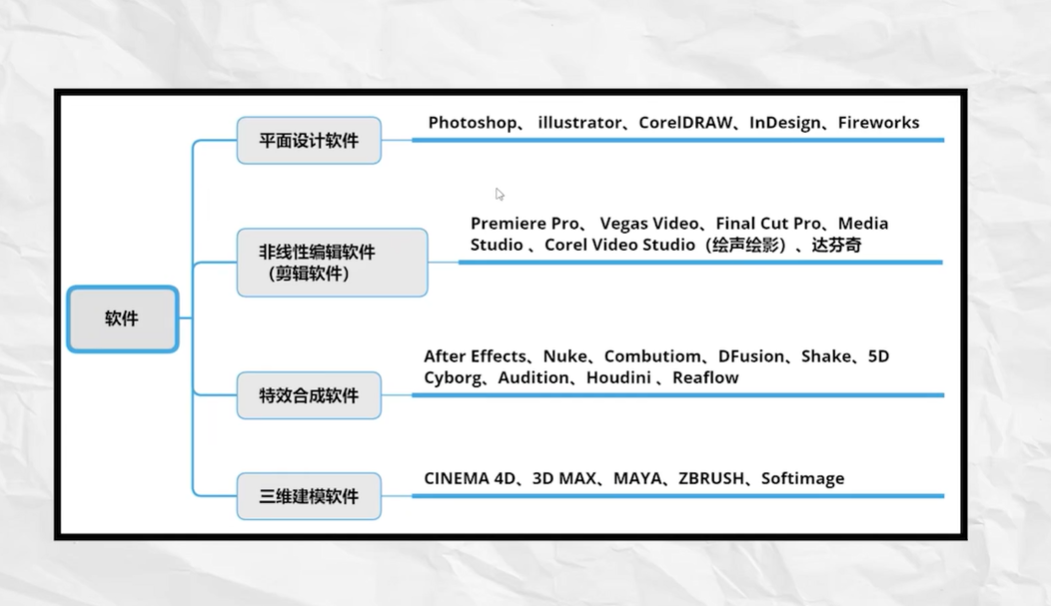 软件
平面设计软件
Photoshop、 illustrator、CorelDRAW、InDesign、Fireworks
非线性编辑软件
（剪辑软件）
Premiere Pro、 Vegas Video、Final Cut Pro、Media
Studio 、Corel Video Studio（绘声绘影）、达芬奇
特效合成软件
After Effects、Nuke、Combutiom、DFusion、Shake、5D
Cyborg、Audition、Houdini 、Reaflow
三维建模软件
CINEMA 4D、3D MAX、MAYA、ZBRUSH、Softimage